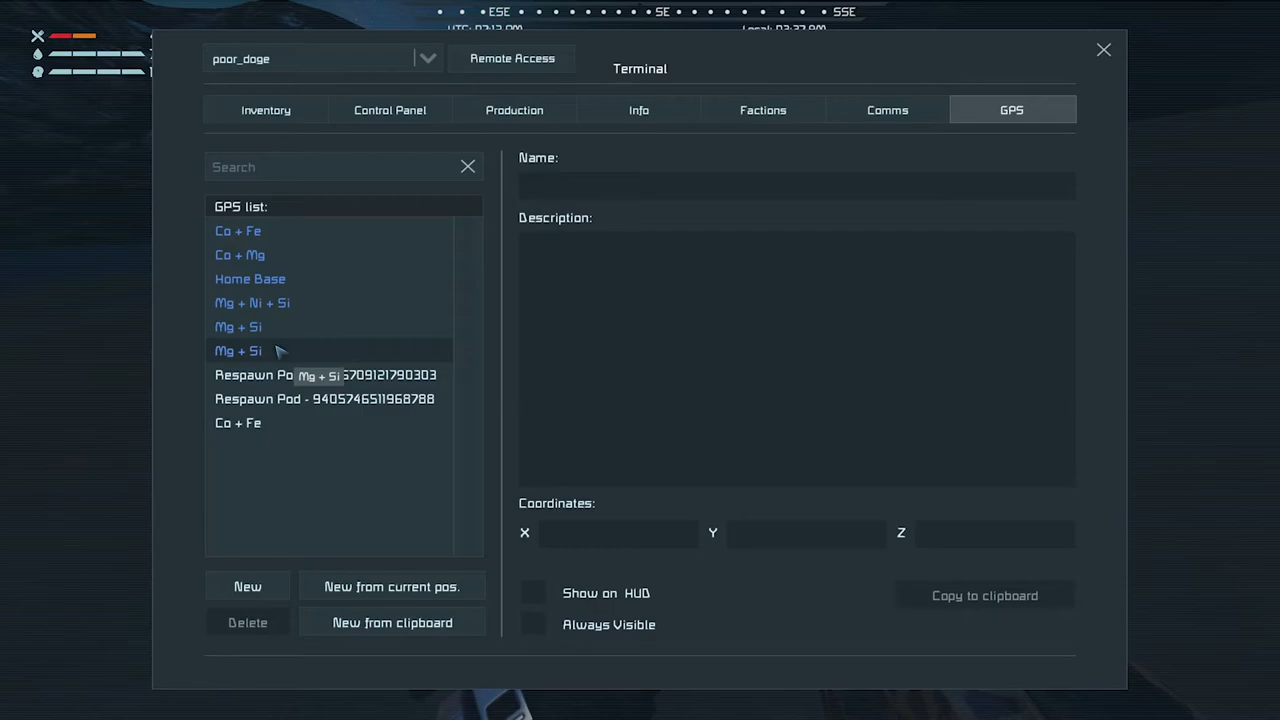 ESE SE SSE
poor_doge
Remote Access
Terminal
Inventory Control Panel Production Info Factions Comms GPS
Search
GPS list:
Co + Fe
Co + Mg
Home Base
Mg + Ni + Si
Mg + Si
Mg + Si
Respawn Po 5709121790303
Mg + Si
Respawn Pod - 9405746511968788
Co + Fe
New
New from current pos.
Delete
New from clipboard
Name:
Description:
Coordinates:
X Y Z
Show on HUD
Copy to clipboard
Always Visible